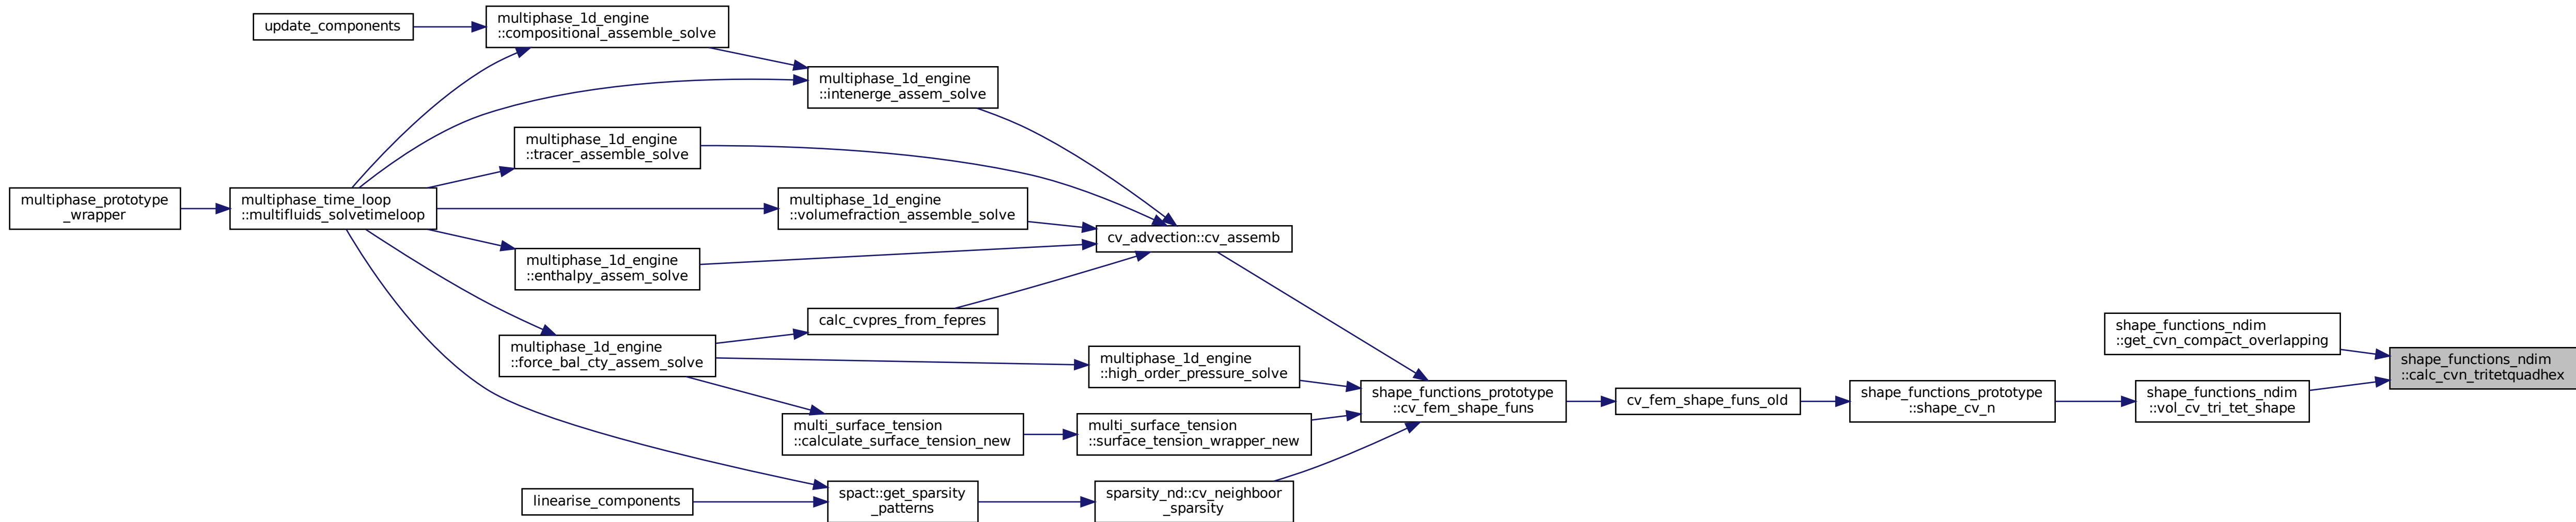 update_components
multiphase_1d_engine
::compositional_assemble_solve
multiphase_1d_engine
::intenerge_assem_solve
multiphase_1d_engine
::tracer_assemble_solve
multiphase_prototype
_wrapper
multiphase_time_loop
::multifluids_solvetimeloop
multiphase_1d_engine
::volumefraction_assemble_solve
cv_advection::cv_assemb
multiphase_1d_engine
::enthalpy_assem_solve
calc_cvpres_from_fepres
multiphase_1d_engine
::force_bal_cty_assem_solve
multiphase_1d_engine
::high_order_pressure_solve
multi_surface_tension
::calculate_surface_tension_new
multi_surface_tension
::surface_tension_wrapper_new
linearise_components
spact::get_sparsity
_patterns
sparsity_nd::cv_neighboor
_sparsity
shape_functions_prototype
::cv_fem_shape_funs
cv_fem_shape_funs_old
shape_functions_prototype
::shape_cv_n
shape_functions_ndim
::get_cvn_compact_overlapping
shape_functions_ndim
::vol_cv_tri_tet_shape
shape_functions_ndim
::calc_cvn_tritetquadhex